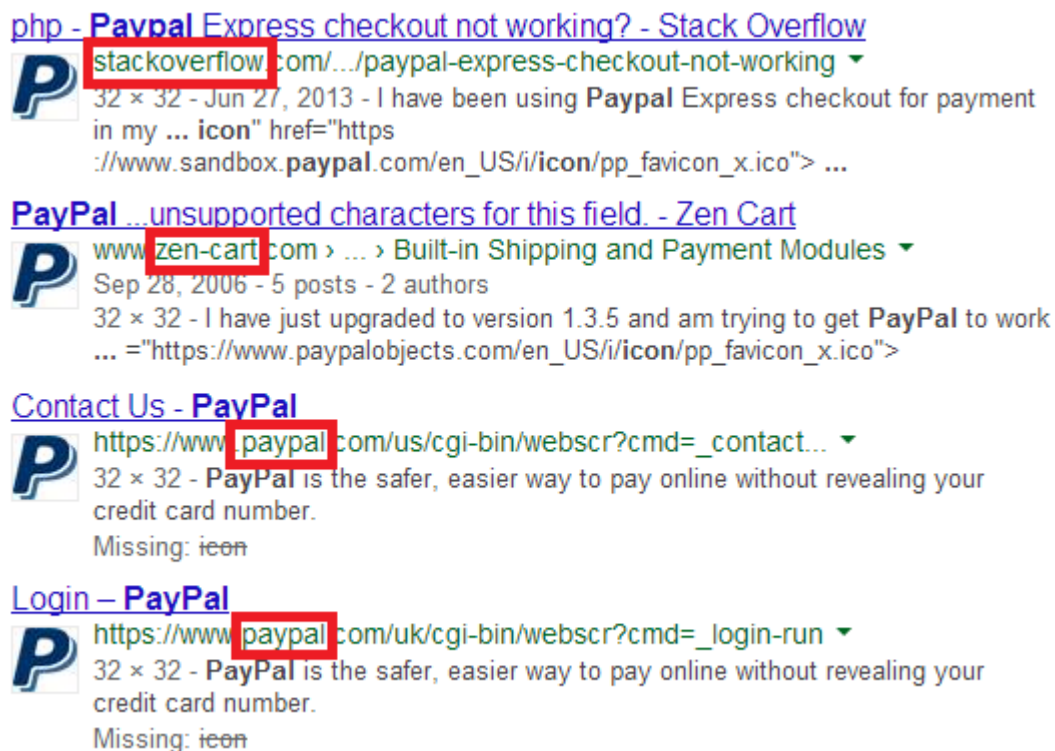 php - Paypal Express checkout not working? - Stack Overflow
stackoverflow.com/.../paypal-express-checkout-not-working
32 × 32 - Jun 27, 2013 - I have been using Paypal Express checkout for payment
in my ... icon" href="https
://www.sandbox.paypal.com/en_US/i/icon/pp_favicon_x.ico"> ...
PayPal ...unsupported characters for this field. - Zen Cart
www.zen-cart.com › ... › Built-in Shipping and Payment Modules
Sep 28, 2006 - 5 posts - 2 authors
32 × 32 - I have just upgraded to version 1.3.5 and am trying to get PayPal to work
... ="https://www.paypalobjects.com/en_US/i/icon/pp_favicon_x.ico">
Contact Us - PayPal
https://www.paypal.com/us/cgi-bin/webscr?cmd=_contact...
32 × 32 - PayPal is the safer, easier way to pay online without revealing your
credit card number.
Missing: icon
Login – PayPal
https://www.paypal.com/uk/cgi-bin/webscr?cmd=_login-run
32 × 32 - PayPal is the safer, easier way to pay online without revealing your
credit card number.
Missing: icon